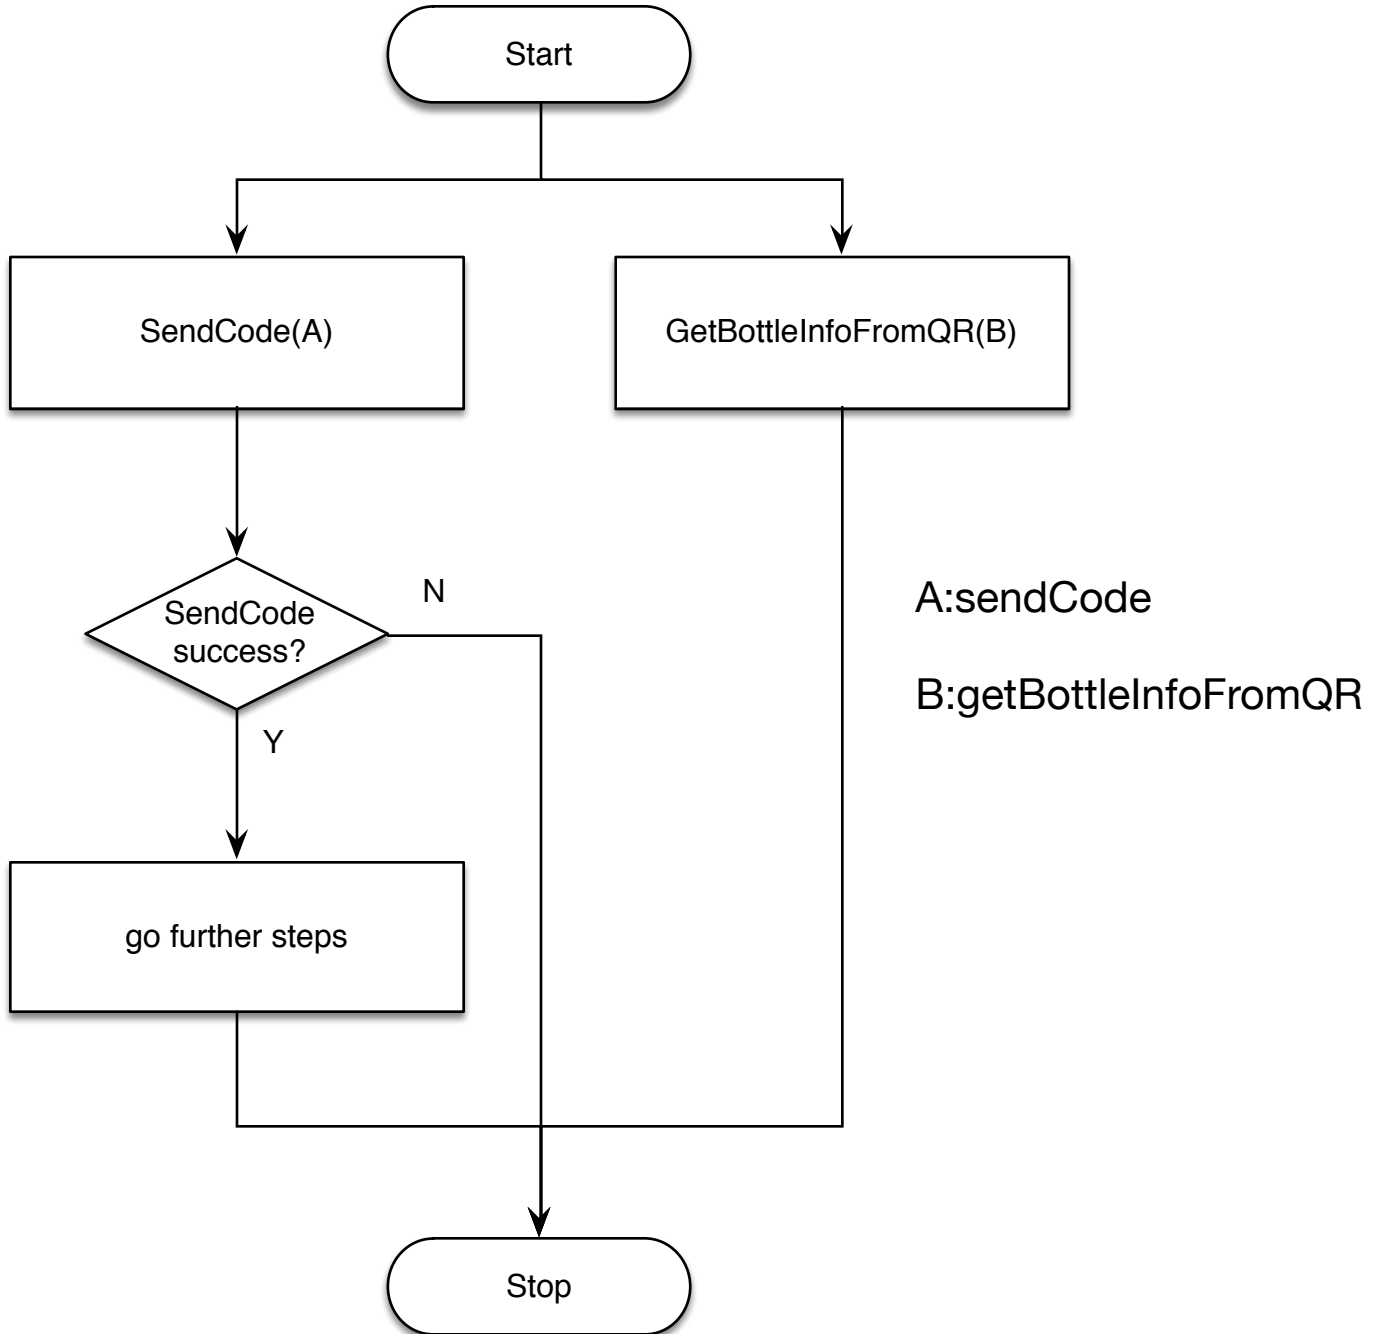 Start
SendCode(A)
GetBottleInfoFromQR(B)
SendCode
success?
N
Y
A:sendCode
B:getBottleInfoFromQR
go further steps
Stop